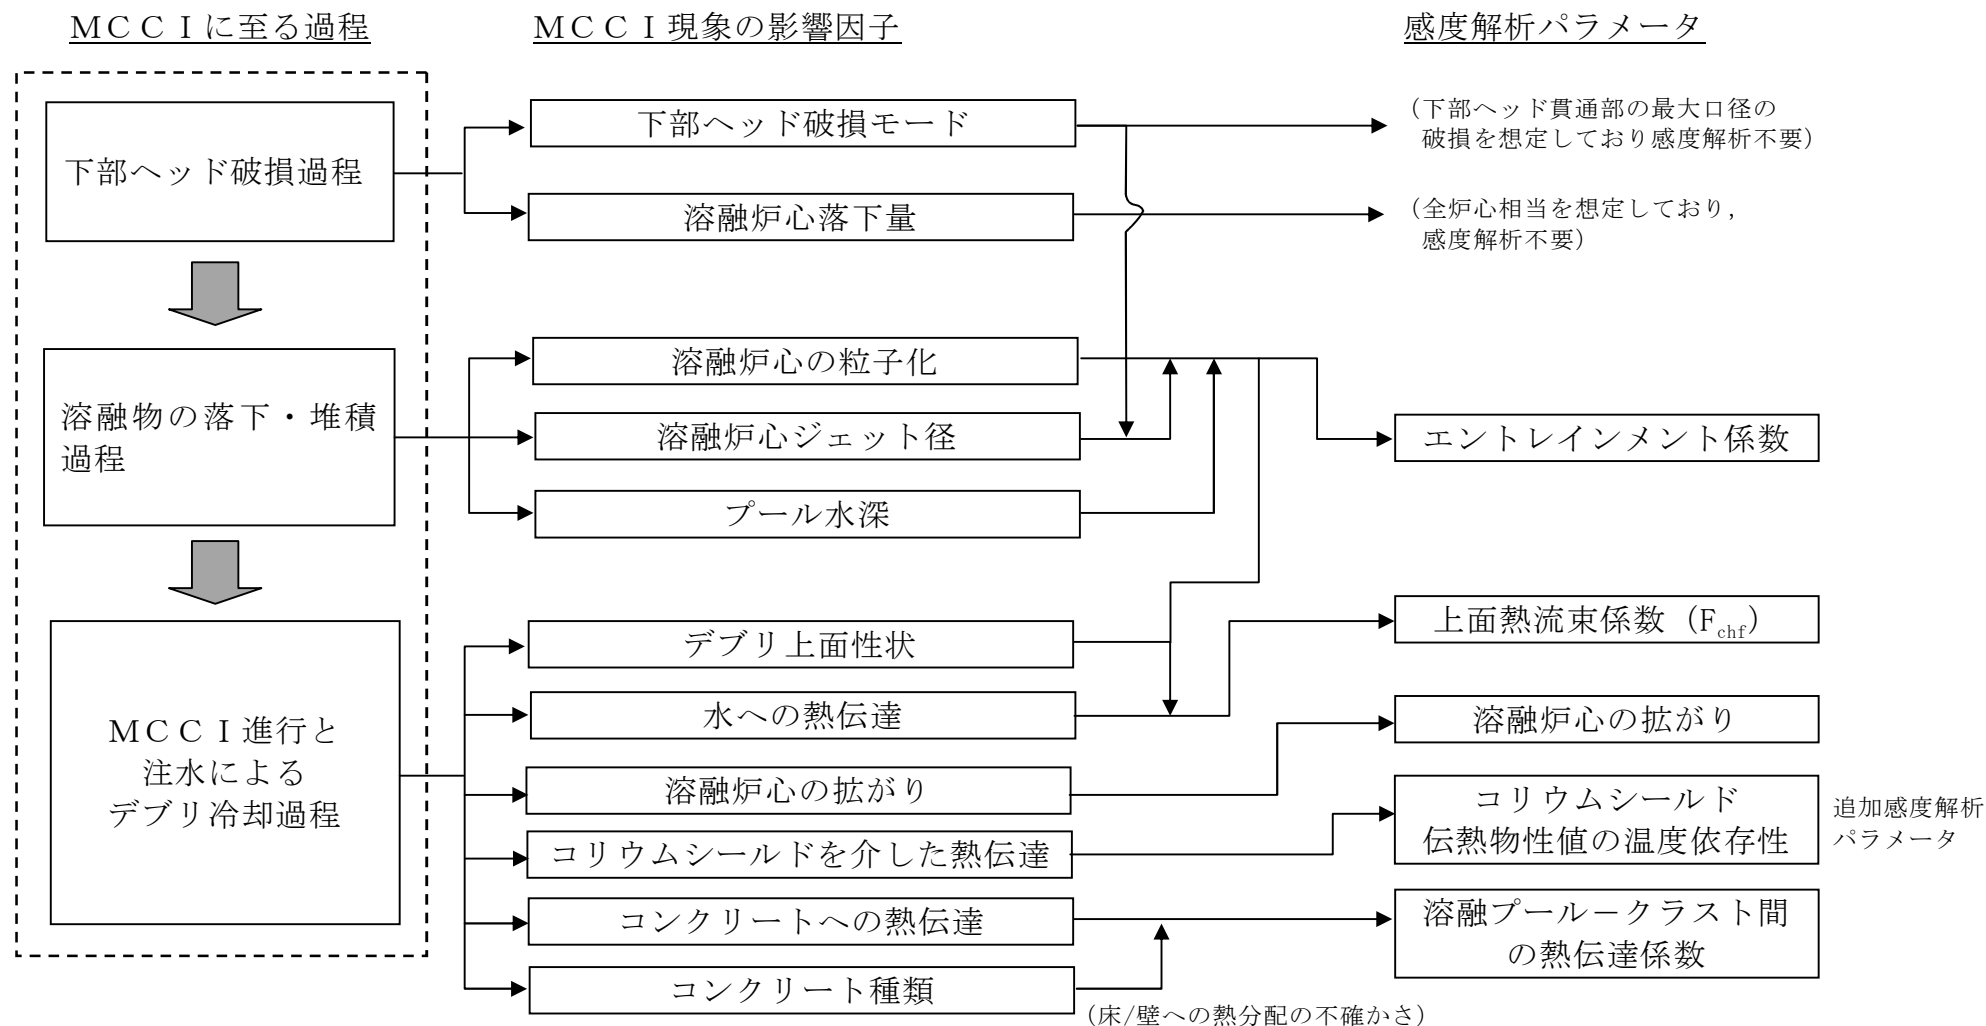 ＭＣＣＩに至る過程
ＭＣＣＩ現象の影響因子
感度解析パラメータ
下部ヘッド破損過程
溶融物の落下・堆積
過程
ＭＣＣＩ進行と
注水による
デブリ冷却過程
下部ヘッド破損モード
溶融炉心落下量
溶融炉心の粒子化
溶融炉心ジェット径
プール水深
デブリ上面性状
水への熱伝達
溶融炉心の拡がり
コリウムシールドを介した熱伝達
コンクリートへの熱伝達
コンクリート種類
（床/壁への熱分配の不確かさ）
（下部ヘッド貫通部の最大口径の
破損を想定しており感度解析不要）
（全炉心相当を想定しており，
感度解析不要）
エントレインメント係数
上面熱流束係数（Fchf）
溶融炉心の拡がり
コリウムシールド
伝熱物性値の温度依存性
追加感度解析
パラメータ
溶融プール－クラスト間
の熱伝達係数